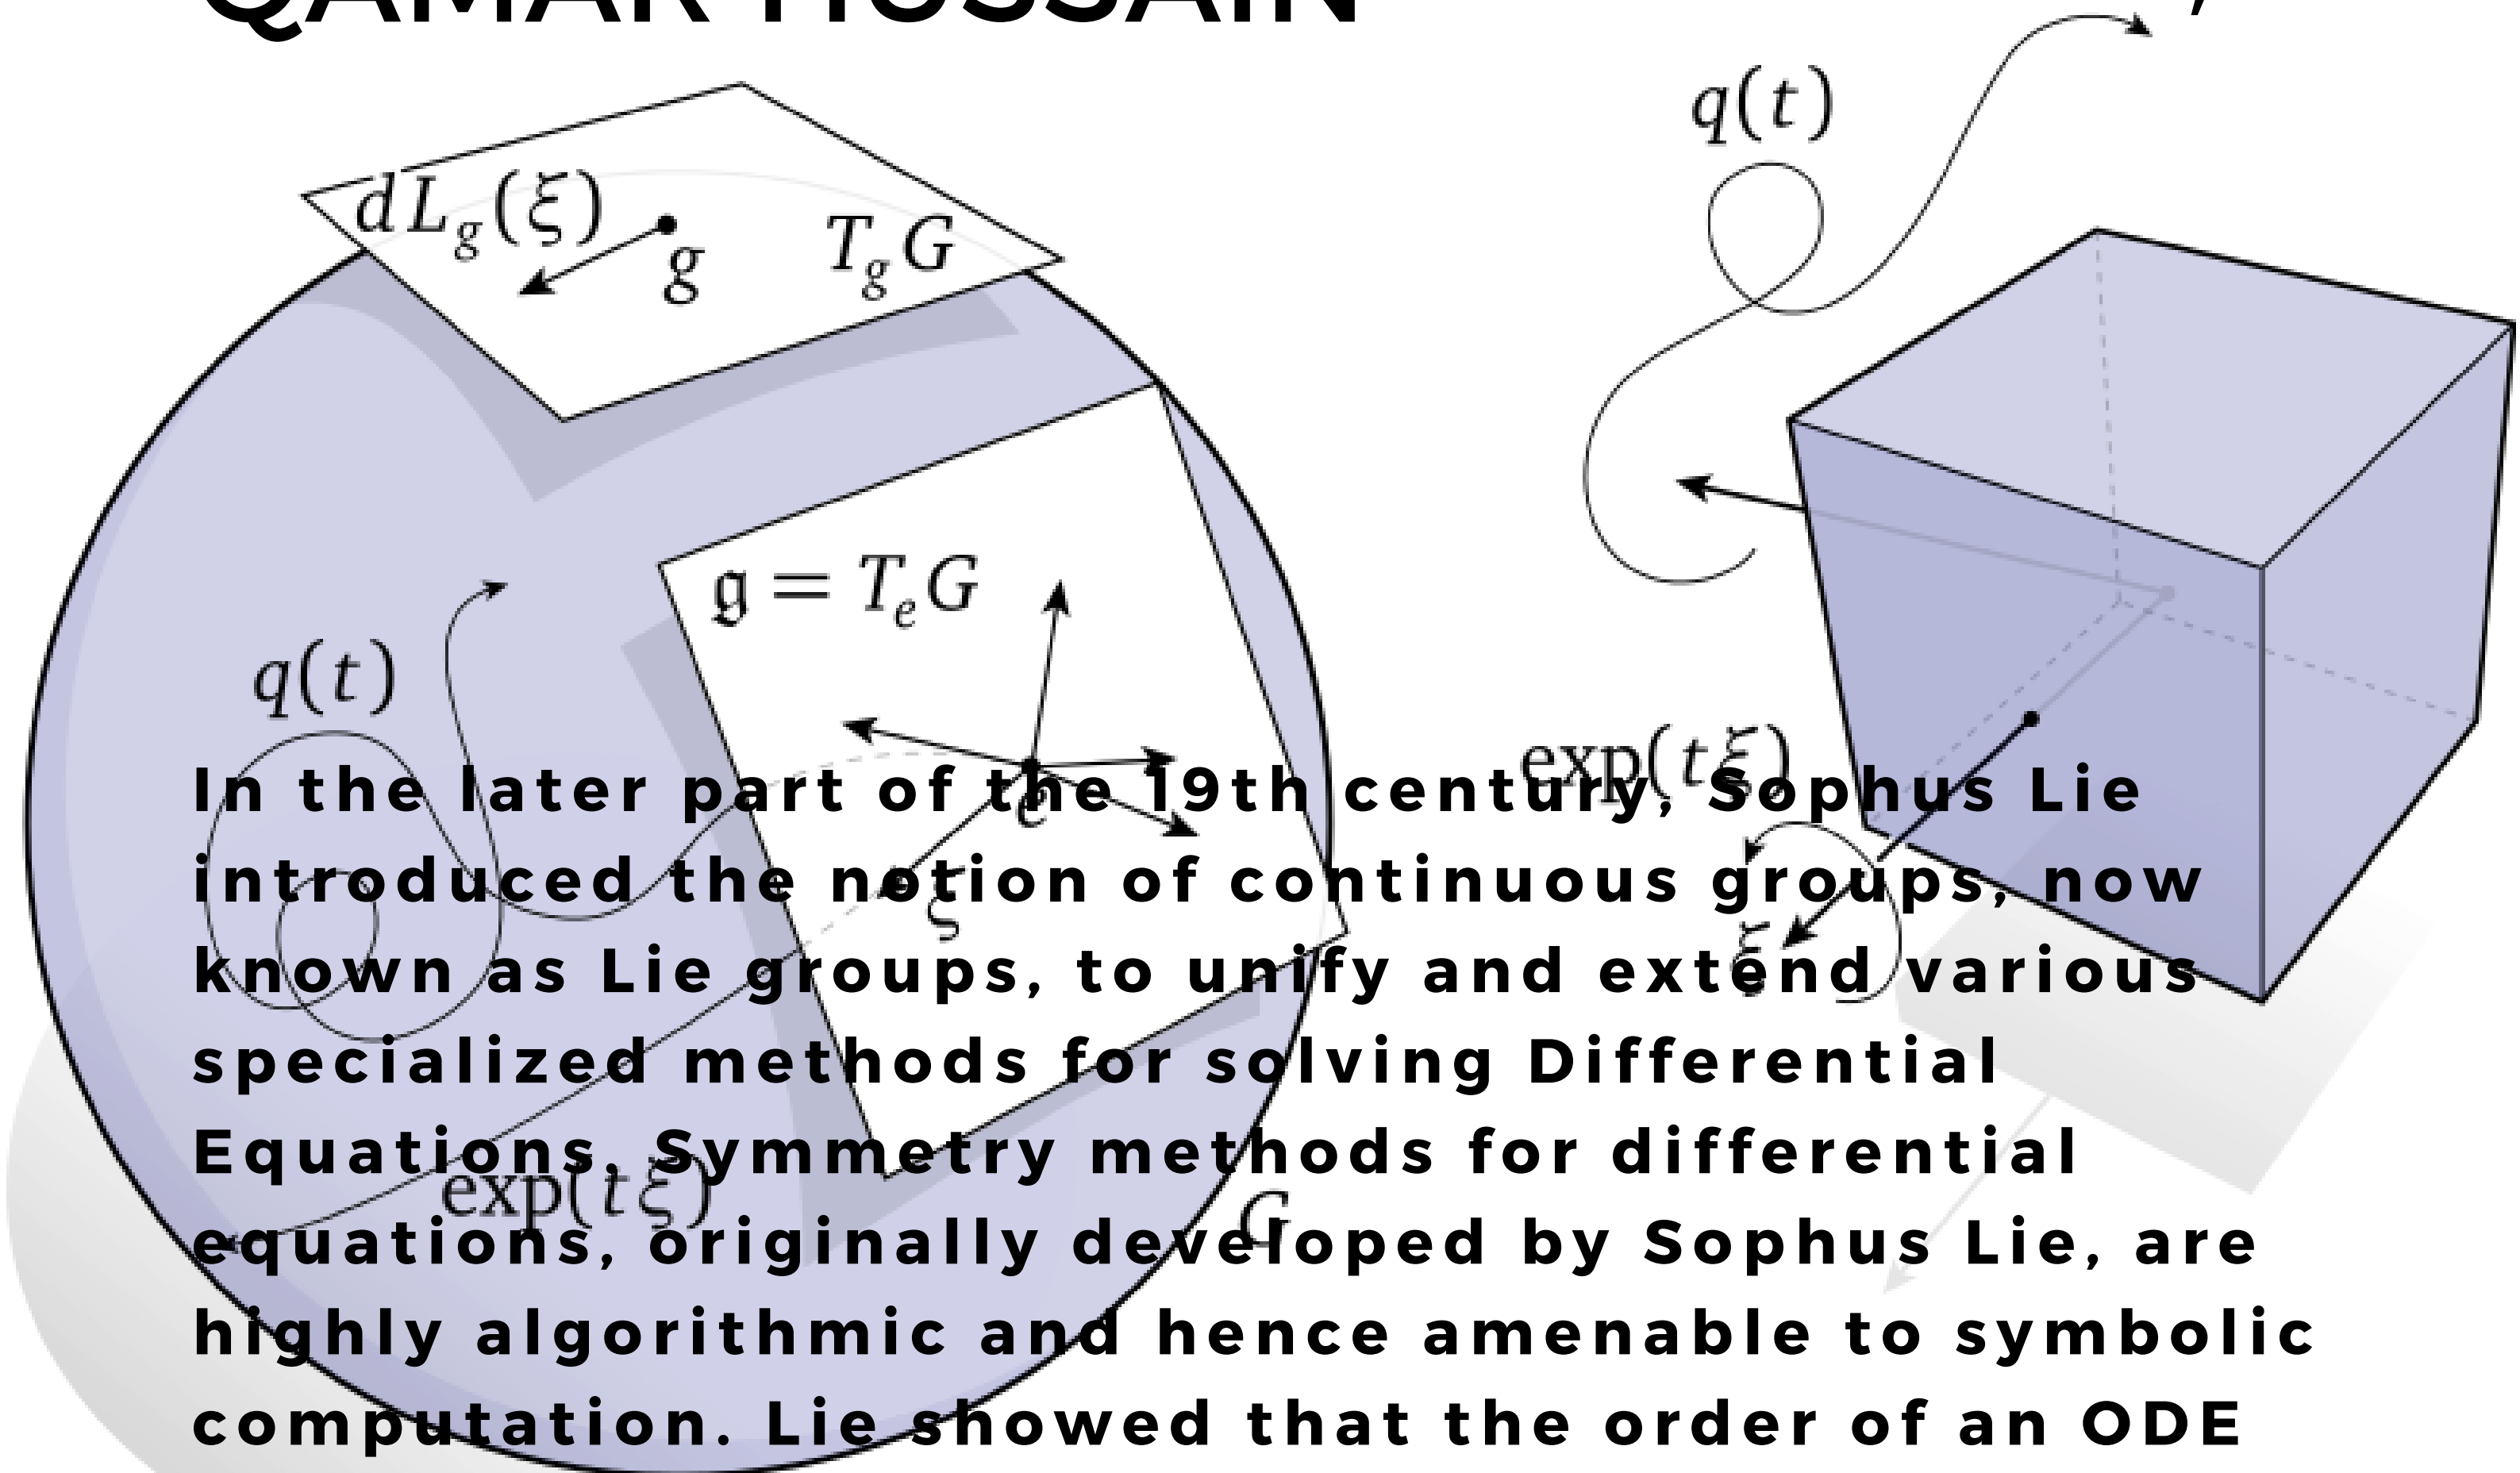 QAMAR HUSSAIN
q(t)
dL_g(ξ)
g
T_gG
𝔤 = T_eG
q(t)
exp(tξ)
e
ξ
ξ
In the later part of the 19th century, Sophus Lie
introduced the notion of continuous groups, now
known as Lie groups, to unify and extend various
specialized methods for solving Differential
Equations. Symmetry methods for differential
exp(tξ)
G
equations, originally developed by Sophus Lie, are
highly algorithmic and hence amenable to symbolic
computation. Lie showed that the order of an ODE